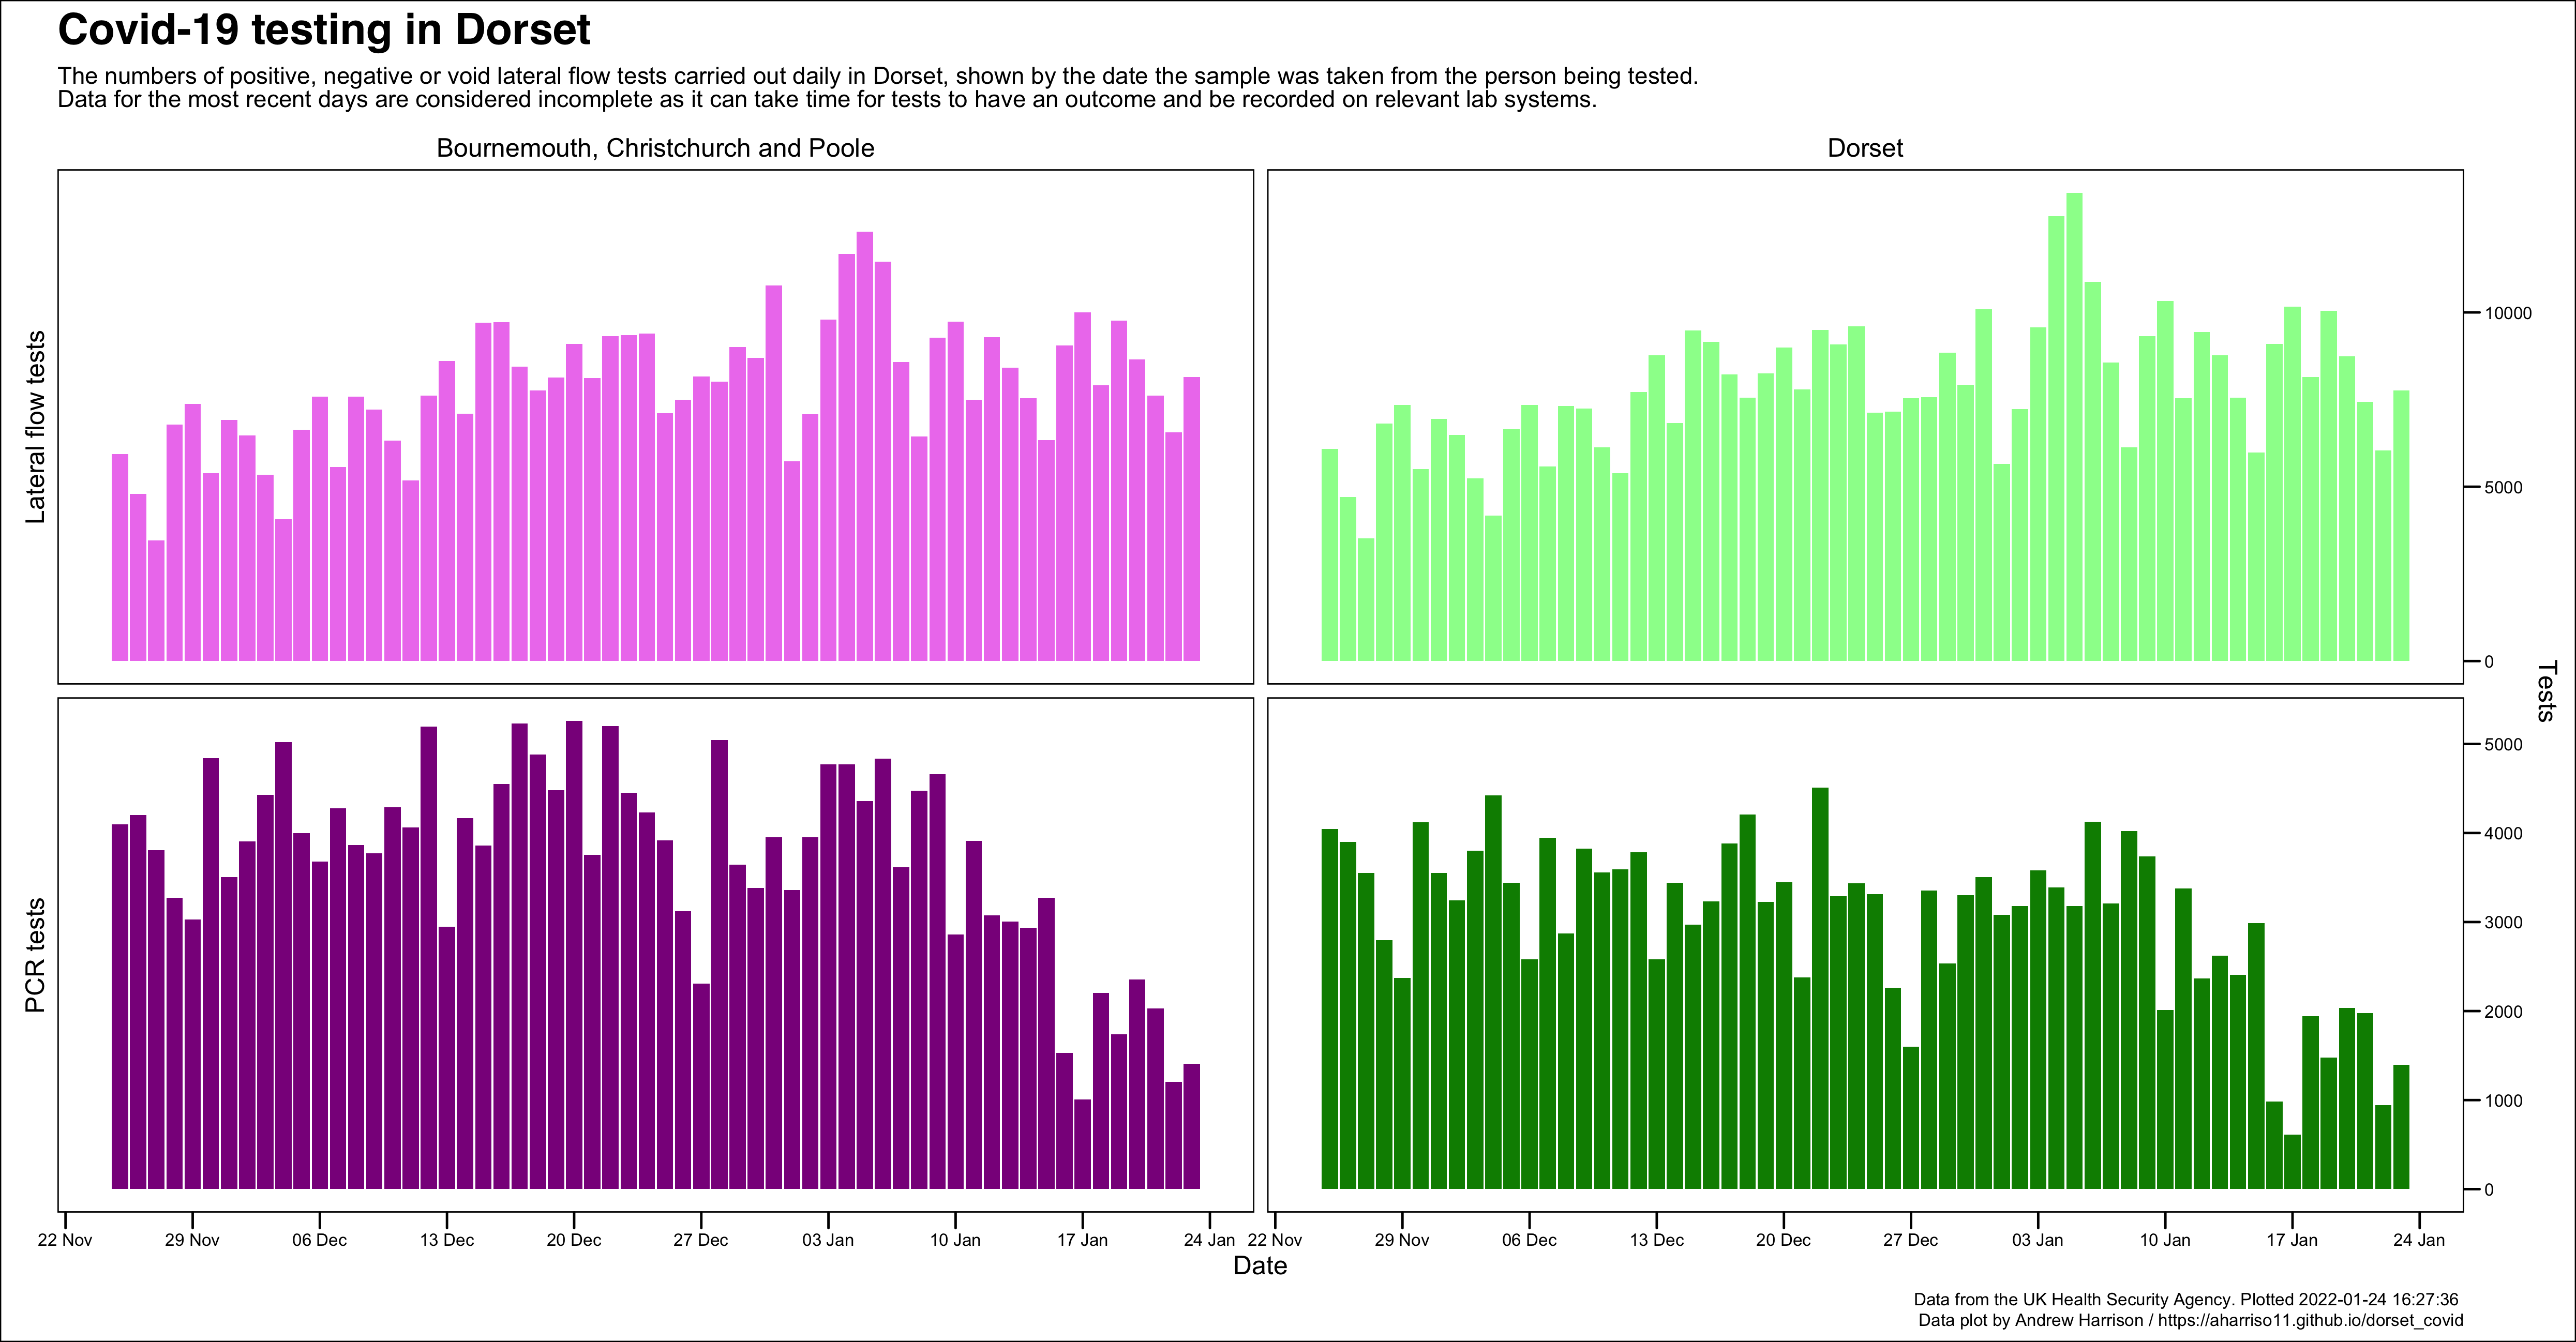 Covid-19 testing in Dorset
The numbers of positive, negative or void lateral flow tests carried out daily in Dorset, shown by the date the sample was taken from the person being tested.
Data for the most recent days are considered incomplete as it can take time for tests to have an outcome and be recorded on relevant lab systems.
Bournemouth, Christchurch and Poole
Dorset
Lateral flow tests
10000
5000
0
Tests
PCR tests
5000
4000
3000
2000
1000
0
22 Nov 29 Nov 06 Dec 13 Dec 20 Dec 27 Dec 03 Jan 10 Jan 17 Jan 24 Jan
22 Nov 29 Nov 06 Dec 13 Dec 20 Dec 27 Dec 03 Jan 10 Jan 17 Jan 24 Jan
Date
Data from the UK Health Security Agency. Plotted 2022-01-24 16:27:36
Data plot by Andrew Harrison / https://aharriso11.github.io/dorset_covid